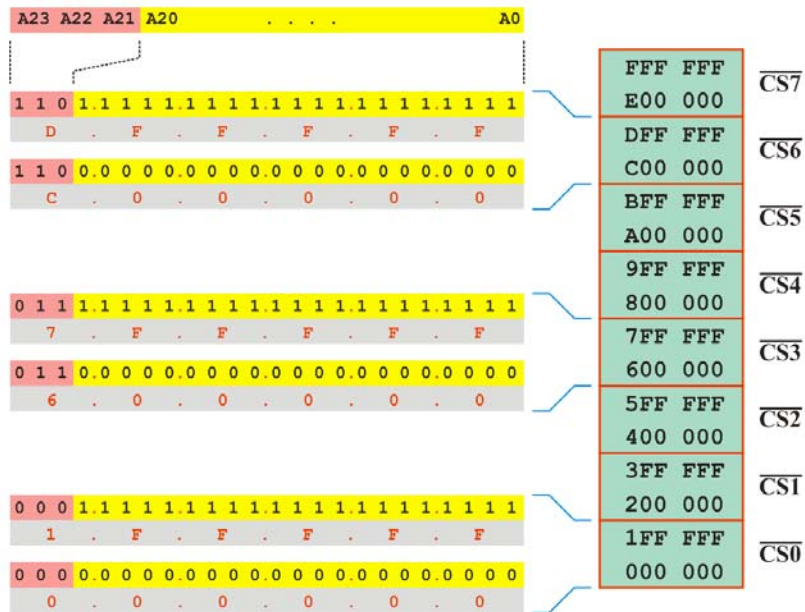 A23 A22 A21 A20 . . . . A0
1 1 0 1.1 1 1 1.1 1 1 1.1 1 1 1.1 1 1 1.1 1 1 1
D . F . F . F . F . F
1 1 0 0.0 0 0 0.0 0 0 0.0 0 0 0.0 0 0 0.0 0 0 0
C . 0 . 0 . 0 . 0 . 0
0 1 1 1.1 1 1 1.1 1 1 1.1 1 1 1.1 1 1 1.1 1 1 1
7 . F . F . F . F . F
0 1 1 0.0 0 0 0.0 0 0 0.0 0 0 0.0 0 0 0.0 0 0 0
6 . 0 . 0 . 0 . 0 . 0
0 0 0 1.1 1 1 1.1 1 1 1.1 1 1 1.1 1 1 1.1 1 1 1
1 . F . F . F . F . F
0 0 0 0.0 0 0 0.0 0 0 0.0 0 0 0.0 0 0 0.0 0 0 0
0 . 0 . 0 . 0 . 0 . 0
FFF FFF
E00 000
CS7
DFF FFF
C00 000
CS6
BFF FFF
A00 000
CS5
9FF FFF
800 000
CS4
7FF FFF
600 000
CS3
5FF FFF
400 000
CS2
3FF FFF
200 000
CS1
1FF FFF
000 000
CS0